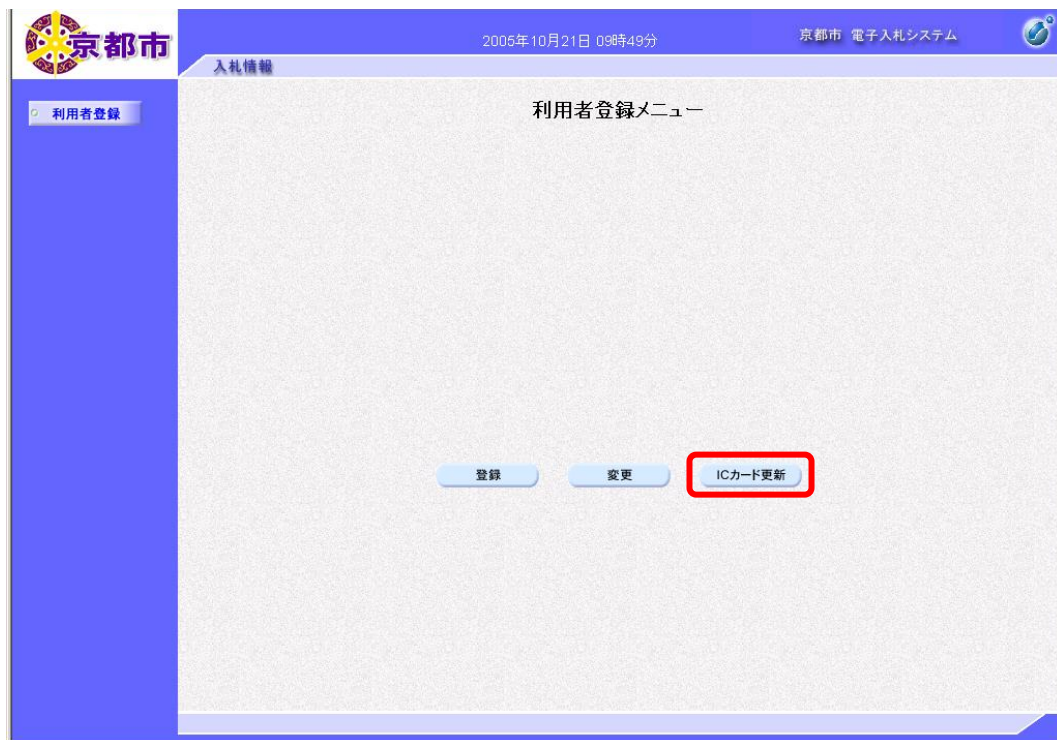 京都市
2005年10月21日 09時49分
京都市 電子入札システム
入札情報
利用者登録
利用者登録メニュー
登録
変更
ICカード更新